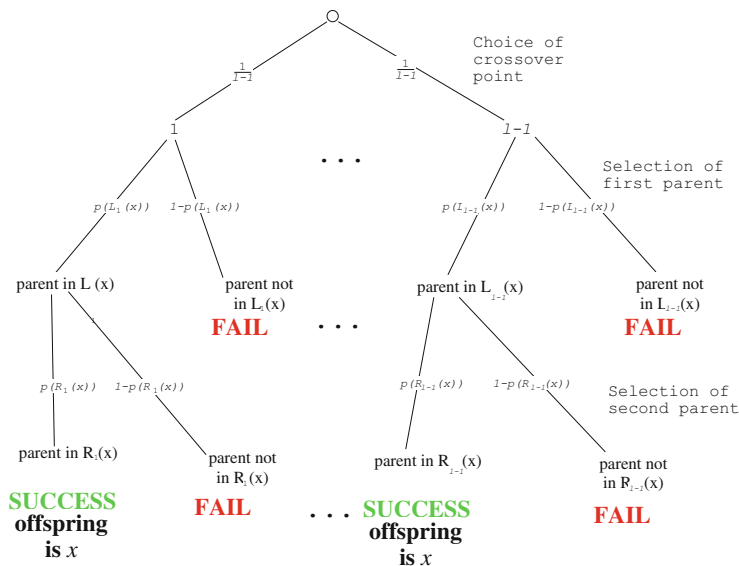 Choice of
crossover
point
1/(l-1)
1/(l-1)
1
l-1
. . .
Selection of
first parent
p(L₁(x))
1-p(L₁(x))
p(L_{l-1}(x))
1-p(L_{l-1}(x))
parent in L (x)
1
parent not
in L₁(x)
FAIL
. . .
parent in L_{l-1}(x)
parent not
in L_{l-1}(x)
FAIL
p(R₁(x))
1-p(R₁(x))
p(R_{l-1}(x))
1-p(R_{l-1}(x))
Selection of
second parent
parent in R₁(x)
SUCCESS
offspring
is x
parent not
in R₁(x)
FAIL
. . .
parent in R_{l-1}(x)
SUCCESS
offspring
is x
parent not
in R_{l-1}(x)
FAIL